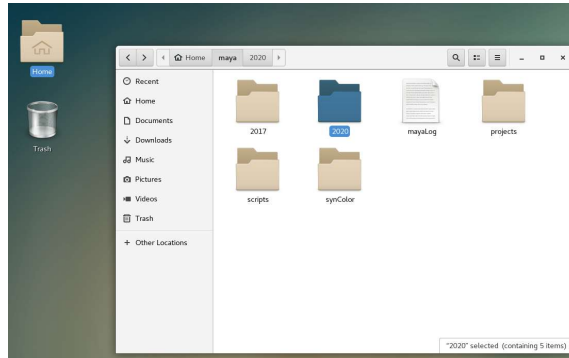 Home
Trash
Home maya 2020
Recent
Home
Documents
Downloads
Music
Pictures
Videos
Trash
+ Other Locations
2017
2020
mayaLog
projects
scripts
synColor
"2020" selected (containing 5 items)